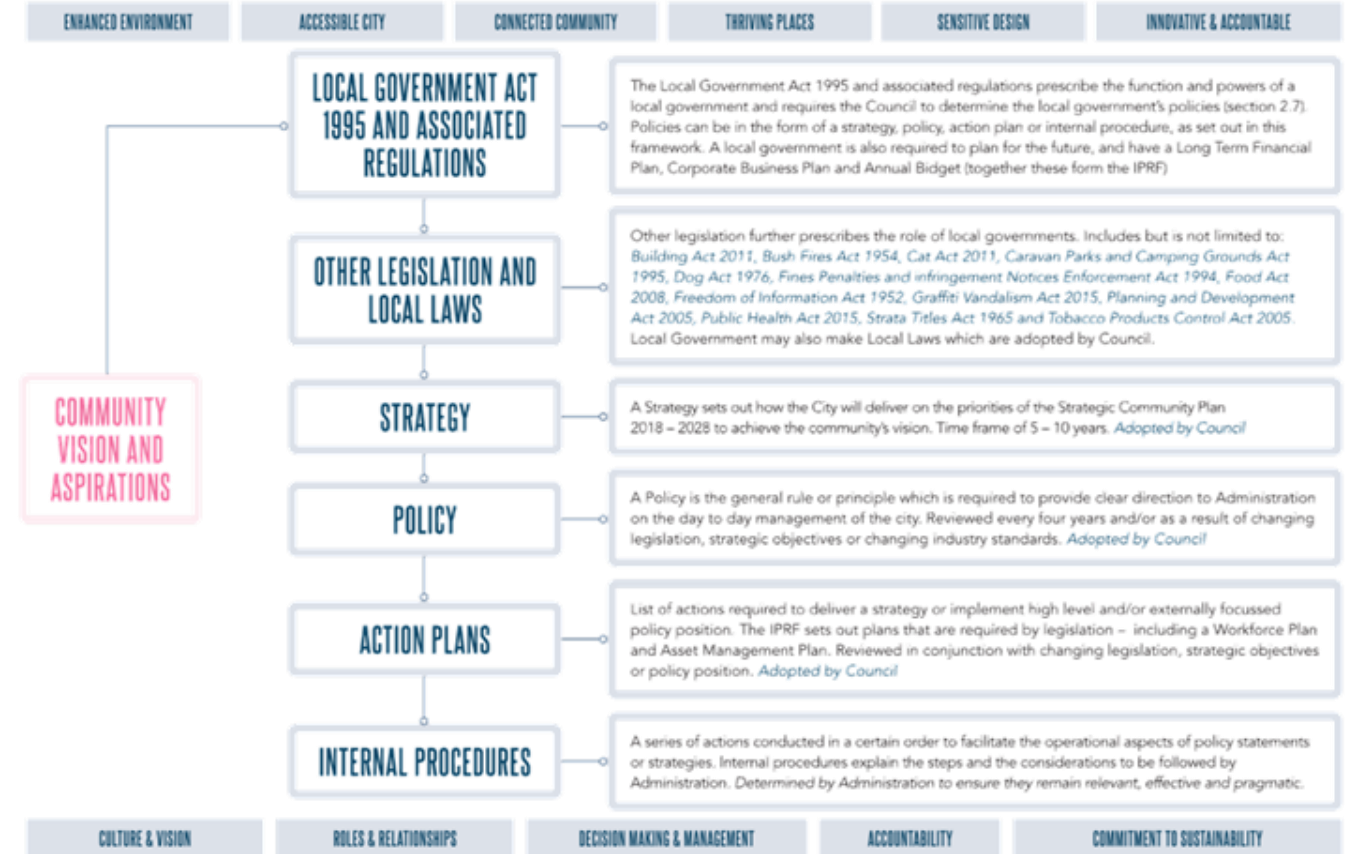 ENHANCED ENVIRONMENT
ACCESSIBLE CITY
CONNECTED COMMUNITY
THRIVING PLACES
SENSITIVE DESIGN
INNOVATIVE & ACCOUNTABLE
LOCAL GOVERNMENT ACT
1995 AND ASSOCIATED
REGULATIONS
The Local Government Act 1995 and associated regulations prescribe the function and powers of a
local government and requires the Council to determine the local government's policies (section 2.7).
Policies can be in the form of a strategy, policy, action plan or internal procedure, as set out in this
framework. A local government is also required to plan for the future, and have a Long Term Financial
Plan, Corporate Business Plan and Annual Budget (together these form the IPRF)
OTHER LEGISLATION AND
LOCAL LAWS
Other legislation further prescribes the role of local governments. Includes but is not limited to:
Building Act 2011, Bush Fires Act 1954, Cat Act 2011, Caravan Parks and Camping Grounds Act
1995, Dog Act 1976, Fines Penalties and infringement Notices Enforcement Act 1994, Food Act
2008, Freedom of Information Act 1952, Graffiti Vandalism Act 2015, Planning and Development
Act 2005, Public Health Act 2015, Strata Titles Act 1965 and Tobacco Products Control Act 2005.
Local Government may also make Local Laws which are adopted by Council.
COMMUNITY
VISION AND
ASPIRATIONS
STRATEGY
A Strategy sets out how the City will deliver on the priorities of the Strategic Community Plan
2018 – 2028 to achieve the community's vision. Time frame of 5 – 10 years. Adopted by Council
POLICY
A Policy is the general rule or principle which is required to provide clear direction to Administration
on the day to day management of the city. Reviewed every four years and/or as a result of changing
legislation, strategic objectives or changing industry standards. Adopted by Council
ACTION PLANS
List of actions required to deliver a strategy or implement high level and/or externally focussed
policy position. The IPRF sets out plans that are required by legislation – including a Workforce Plan
and Asset Management Plan. Reviewed in conjunction with changing legislation, strategic objectives
or policy position. Adopted by Council
INTERNAL PROCEDURES
A series of actions conducted in a certain order to facilitate the operational aspects of policy statements
or strategies. Internal procedures explain the steps and the considerations to be followed by
Administration. Determined by Administration to ensure they remain relevant, effective and pragmatic.
CULTURE & VISION
ROLES & RELATIONSHIPS
DECISION MAKING & MANAGEMENT
ACCOUNTABILITY
COMMITMENT TO SUSTAINABILITY